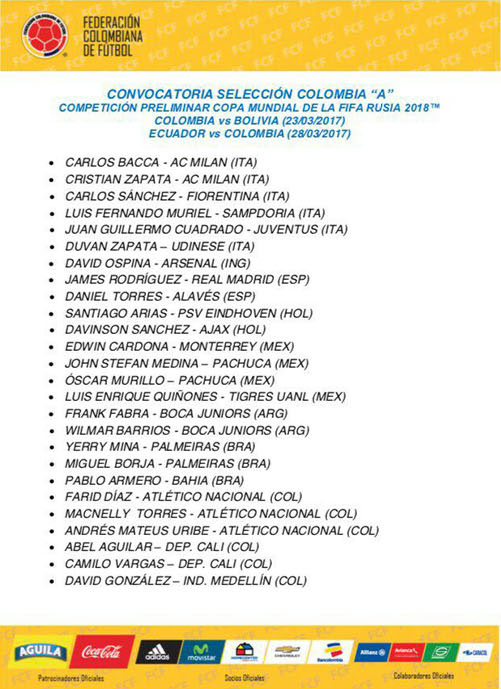 FEDERACIÓN
COLOMBIANA
DE FÚTBOL
CONVOCATORIA SELECCIÓN COLOMBIA “A”
COMPETICIÓN PRELIMINAR COPA MUNDIAL DE LA FIFA RUSIA 2018™
COLOMBIA vs BOLIVIA (23/03/2017)
ECUADOR vs COLOMBIA (28/03/2017)
• CARLOS BACCA - AC MILAN (ITA)
• CRISTIAN ZAPATA - AC MILAN (ITA)
• CARLOS SÁNCHEZ - FIORENTINA (ITA)
• LUIS FERNANDO MURIEL - SAMPDORIA (ITA)
• JUAN GUILLERMO CUADRADO - JUVENTUS (ITA)
• DUVAN ZAPATA – UDINESE (ITA)
• DAVID OSPINA - ARSENAL (ING)
• JAMES RODRÍGUEZ - REAL MADRID (ESP)
• DANIEL TORRES - ALAVÉS (ESP)
• SANTIAGO ARIAS - PSV EINDHOVEN (HOL)
• DAVINSON SANCHEZ - AJAX (HOL)
• EDWIN CARDONA - MONTERREY (MEX)
• JOHN STEFAN MEDINA – PACHUCA (MEX)
• ÓSCAR MURILLO – PACHUCA (MEX)
• LUIS ENRIQUE QUIÑONES - TIGRES UANL (MEX)
• FRANK FABRA - BOCA JUNIORS (ARG)
• WILMAR BARRIOS - BOCA JUNIORS (ARG)
• YERRY MINA - PALMEIRAS (BRA)
• MIGUEL BORJA - PALMEIRAS (BRA)
• PABLO ARMERO - BAHIA (BRA)
• FARID DÍAZ - ATLÉTICO NACIONAL (COL)
• MACNELLY TORRES - ATLÉTICO NACIONAL (COL)
• ANDRÉS MATEUS URIBE - ATLÉTICO NACIONAL (COL)
• ABEL AGUILAR – DEP. CALI (COL)
• CAMILO VARGAS – DEP. CALI (COL)
• DAVID GONZÁLEZ – IND. MEDELLÍN (COL)
AGUILA Coca-Cola adidas movistar HOMECENTER CHEVROLET Bancolombia Allianz Avianca CARACOL
Patrocinadores Oficiales Socios Oficiales Colaboradores Oficiales